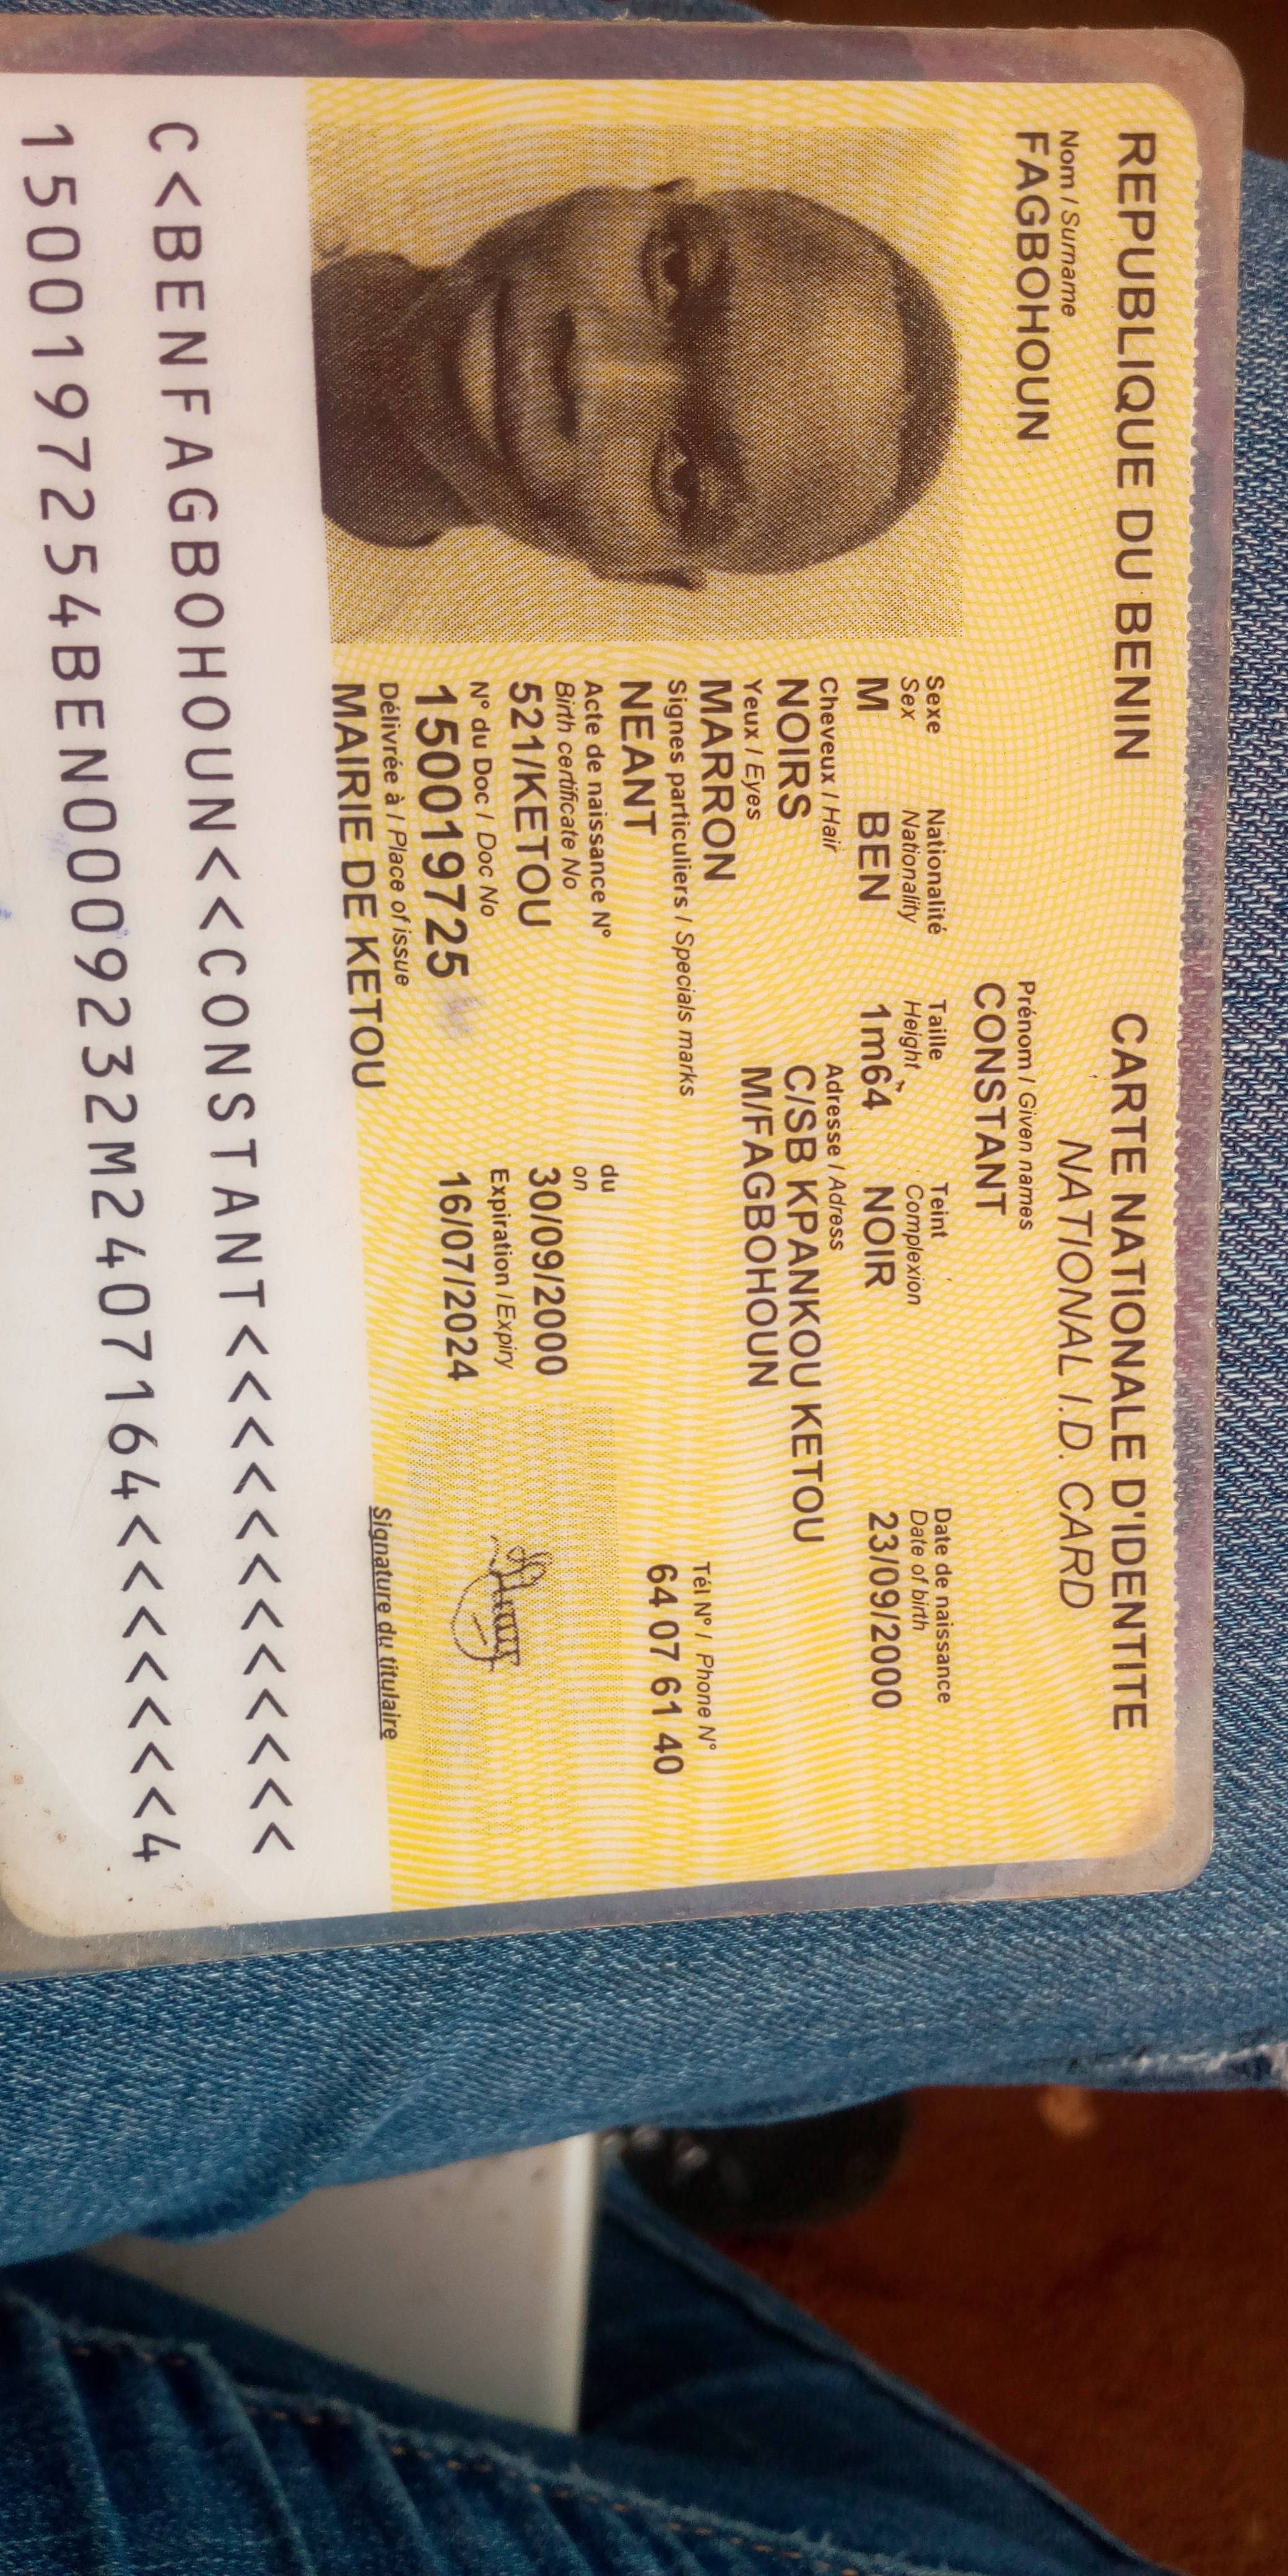 REPUBLIQUE DU BENIN CARTE NATIONALE D'IDENTITE
NATIONAL I.D. CARD
Nom / Surname
FAGBOHOUN
Prénom / Given names
CONSTANT
Sexe Nationalité Taille Teint Date de naissance
Sex Nationality Height Complexion Date of birth
M BEN 1m64 NOIR 23/09/2000
Cheveux / Hair Adresse / Adress
NOIRS C/SB KPANKOU KETOU
Yeux / Eyes M/FAGBOHOUN
MARRON
Signes particuliers / Specials marks Tél N° / Phone N°
NEANT 64 07 61 40
Acte de naissance N° du
Birth certificate No on
521/KETOU 30/09/2000
N° du Doc / Doc No Expiration / Expiry
150019725 16/07/2024
Délivrée à / Place of issue
MAIRIE DE KETOU
Signature du titulaire
C<BENFAGBOHOUN<<CONSTANT<<<<<<<<<<<<
1500197254BEN0009232M2407164<<<<<<<4